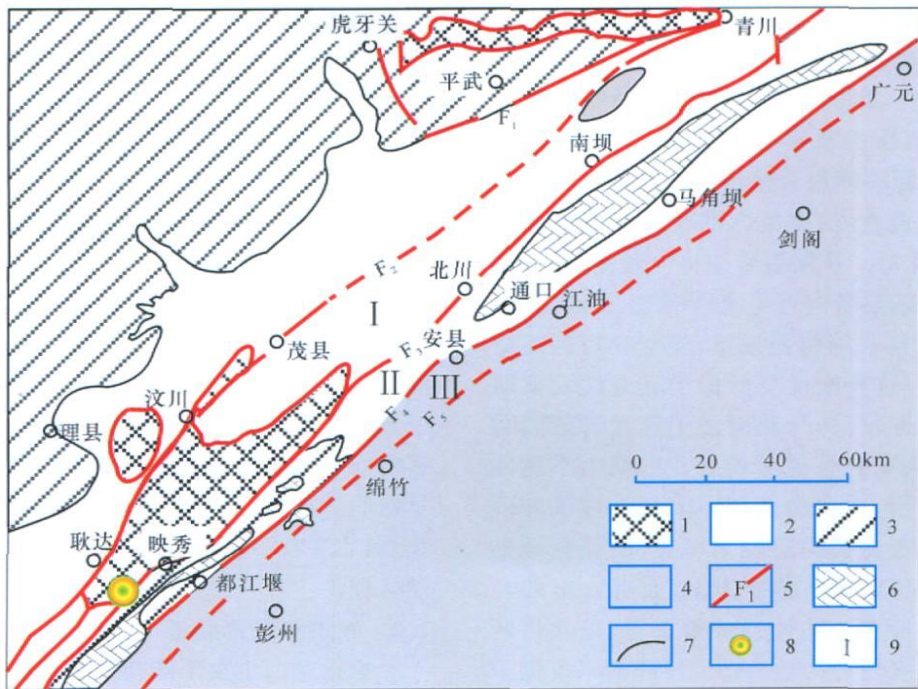 虎牙关
青川
平武
广元
F₁
南坝
马角坝
剑阁
F₂
北川
通口
江油
I
茂县
F₃
安县
II
III
汶川
F₄
F₅
理县
绵竹
0 20 40 60km
耿达
映秀
都江堰
彭州
1 2 3
4 F₁ 5 6
7 8 I 9